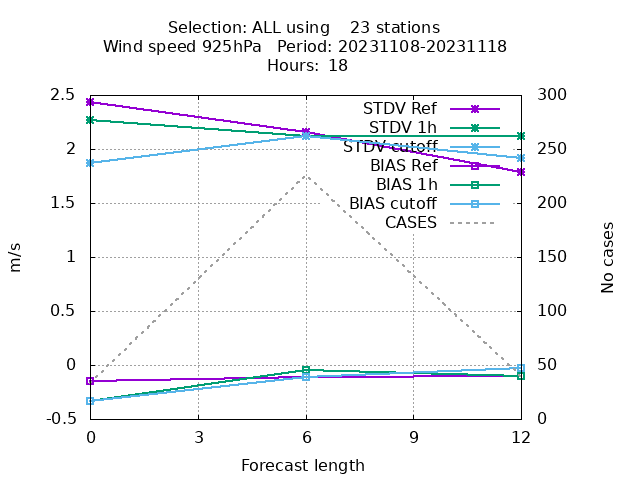 Selection: ALL using    23 stations
Wind speed 925hPa   Period: 20231108-20231118
Hours: 18
2.5
2
1.5
1
0.5
0
-0.5
m/s
STDV Ref
STDV 1h
STDV cutoff
BIAS Ref
BIAS 1h
BIAS cutoff
CASES
300
250
200
150
100
50
0
No cases
0 3 6 9 12
Forecast length